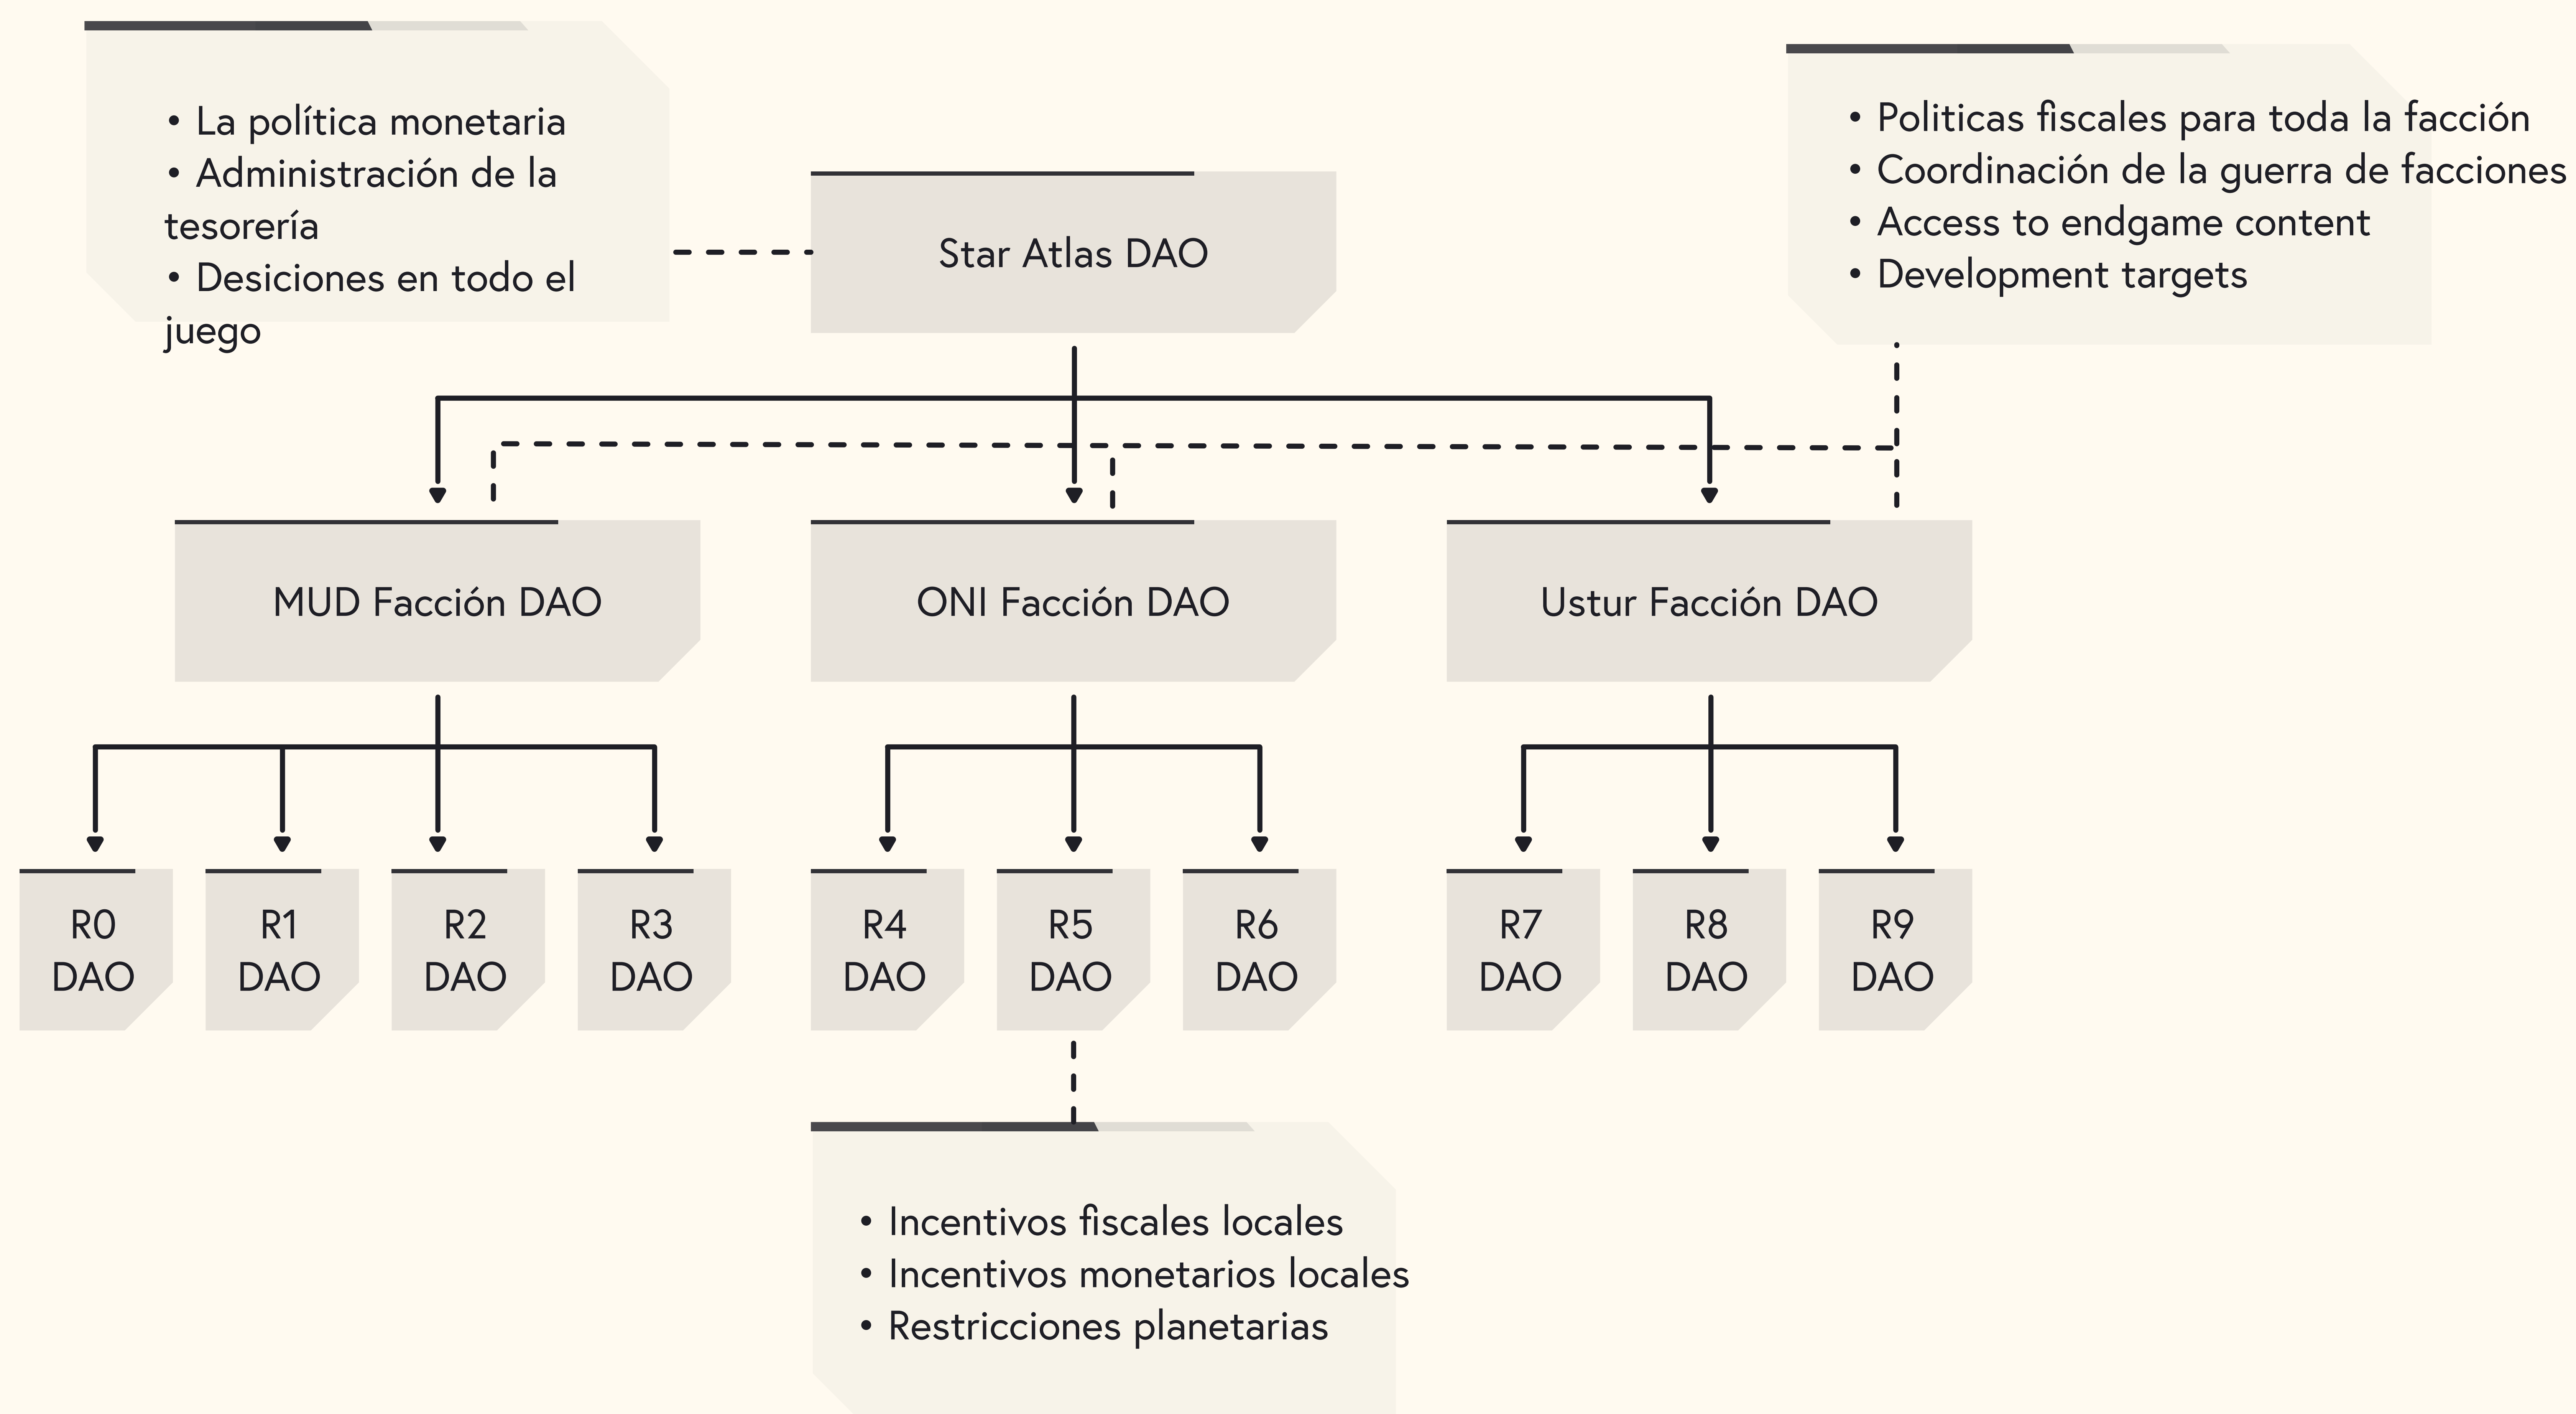 • La política monetaria
• Administración de la
tesorería
• Desiciones en todo el
juego
• Politicas fiscales para toda la facción
• Coordinación de la guerra de facciones
• Access to endgame content
• Development targets
Star Atlas DAO
MUD Facción DAO
ONI Facción DAO
Ustur Facción DAO
R0
DAO
R1
DAO
R2
DAO
R3
DAO
R4
DAO
R5
DAO
R6
DAO
R7
DAO
R8
DAO
R9
DAO
• Incentivos fiscales locales
• Incentivos monetarios locales
• Restricciones planetarias